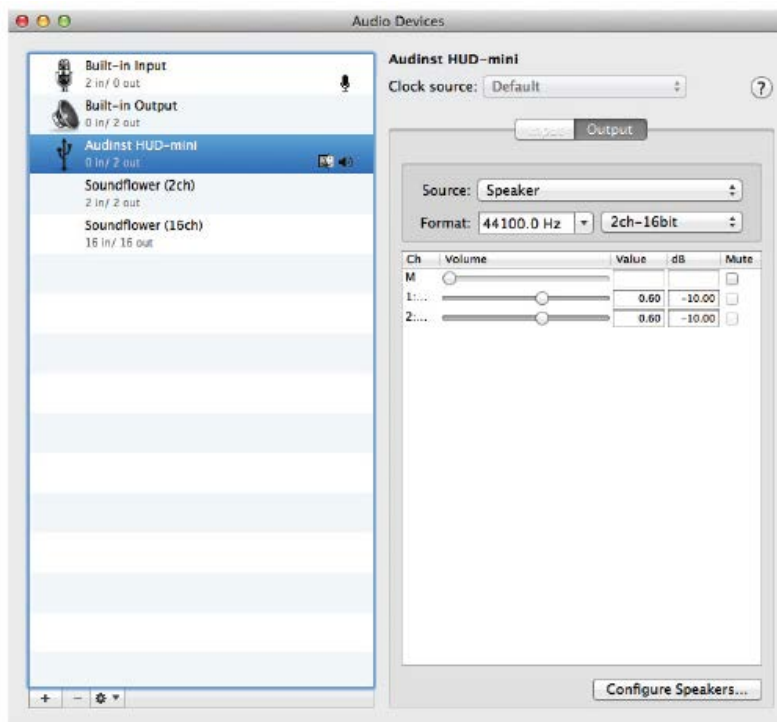 Audio Devices
Built-in Input
2 in/ 0 out
Built-in Output
0 in/ 2 out
Audinst HUD-mini
0 in/ 2 out
Soundflower (2ch)
2 in/ 2 out
Soundflower (16ch)
16 in/ 16 out
+ −
Audinst HUD-mini
Clock source: Default
?
Input Output
Source: Speaker
Format: 44100.0 Hz 2ch-16bit
Ch Volume Value dB Mute
M
1:... 0.60 -10.00
2:... 0.60 -10.00
Configure Speakers...